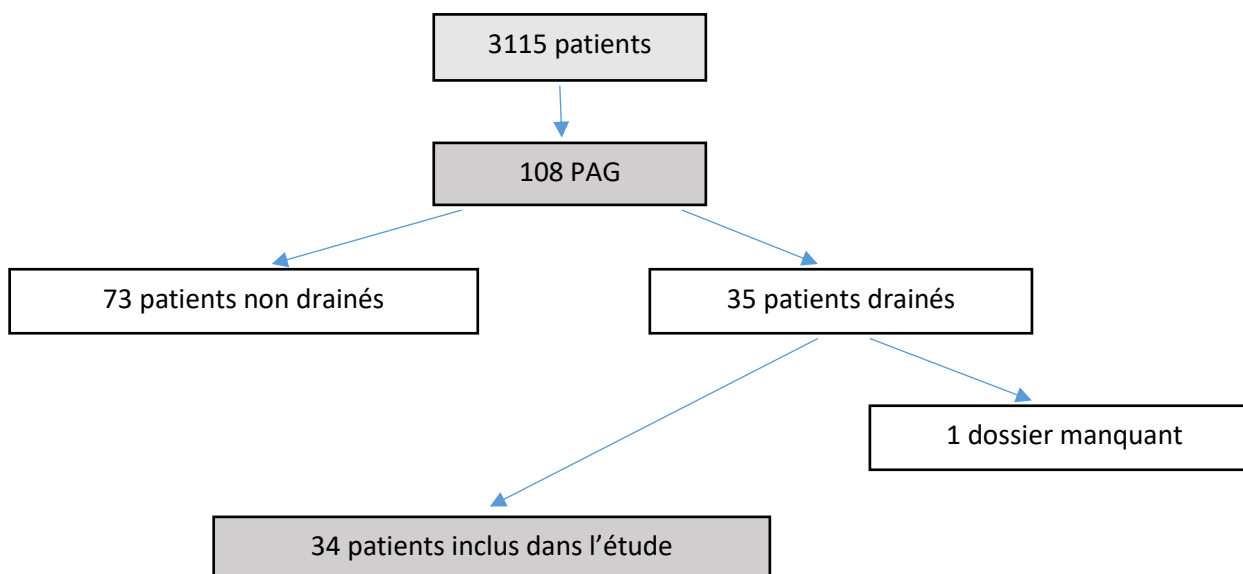 3115 patients
108 PAG
73 patients non drainés
35 patients drainés
1 dossier manquant
34 patients inclus dans l’étude